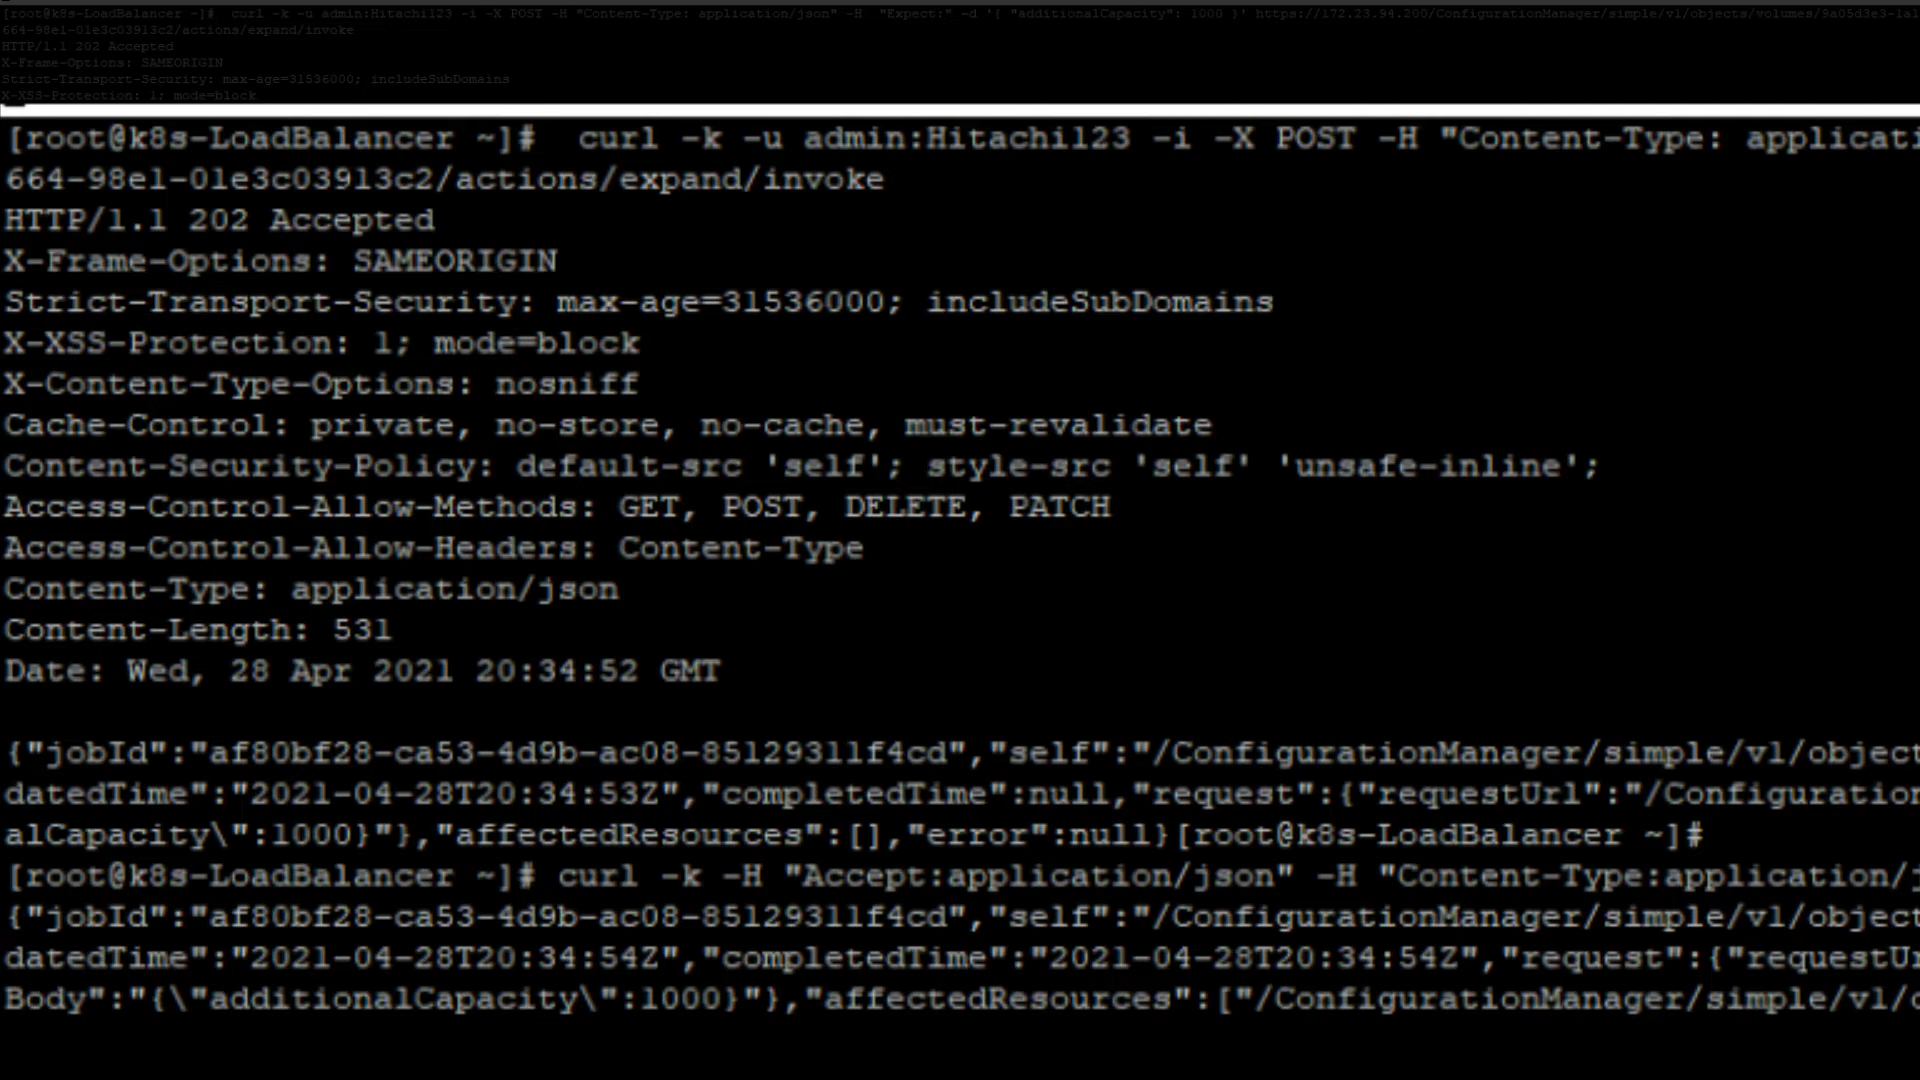 [root@k8s-LoadBalancer ~]#  curl -k -u admin:Hitachi123 -i -X POST -H "Content-Type: application/json" -H  "Expect:" -d '{ "additionalCapacity": 1000 }' https://172.23.94.200/ConfigurationManager/simple/v1/objects/volumes/9a05d3e3-1a1
664-98e1-01e3c03913c2/actions/expand/invoke
HTTP/1.1 202 Accepted
X-Frame-Options: SAMEORIGIN
Strict-Transport-Security: max-age=31536000; includeSubDomains
X-XSS-Protection: 1; mode=block
[root@k8s-LoadBalancer ~]#  curl -k -u admin:Hitachi123 -i -X POST -H "Content-Type: applicati
664-98e1-01e3c03913c2/actions/expand/invoke
HTTP/1.1 202 Accepted
X-Frame-Options: SAMEORIGIN
Strict-Transport-Security: max-age=31536000; includeSubDomains
X-XSS-Protection: 1; mode=block
X-Content-Type-Options: nosniff
Cache-Control: private, no-store, no-cache, must-revalidate
Content-Security-Policy: default-src 'self'; style-src 'self' 'unsafe-inline';
Access-Control-Allow-Methods: GET, POST, DELETE, PATCH
Access-Control-Allow-Headers: Content-Type
Content-Type: application/json
Content-Length: 531
Date: Wed, 28 Apr 2021 20:34:52 GMT
{"jobId":"af80bf28-ca53-4d9b-ac08-85129311f4cd","self":"/ConfigurationManager/simple/v1/object
datedTime":"2021-04-28T20:34:53Z","completedTime":null,"request":{"requestUrl":"/Configuration
alCapacity\":1000}"},"affectedResources":[],"error":null}[root@k8s-LoadBalancer ~]#
[root@k8s-LoadBalancer ~]# curl -k -H "Accept:application/json" -H "Content-Type:application/j
{"jobId":"af80bf28-ca53-4d9b-ac08-85129311f4cd","self":"/ConfigurationManager/simple/v1/object
datedTime":"2021-04-28T20:34:54Z","completedTime":"2021-04-28T20:34:54Z","request":{"requestUr
Body":"{\"additionalCapacity\":1000}"},"affectedResources":["/ConfigurationManager/simple/v1/o